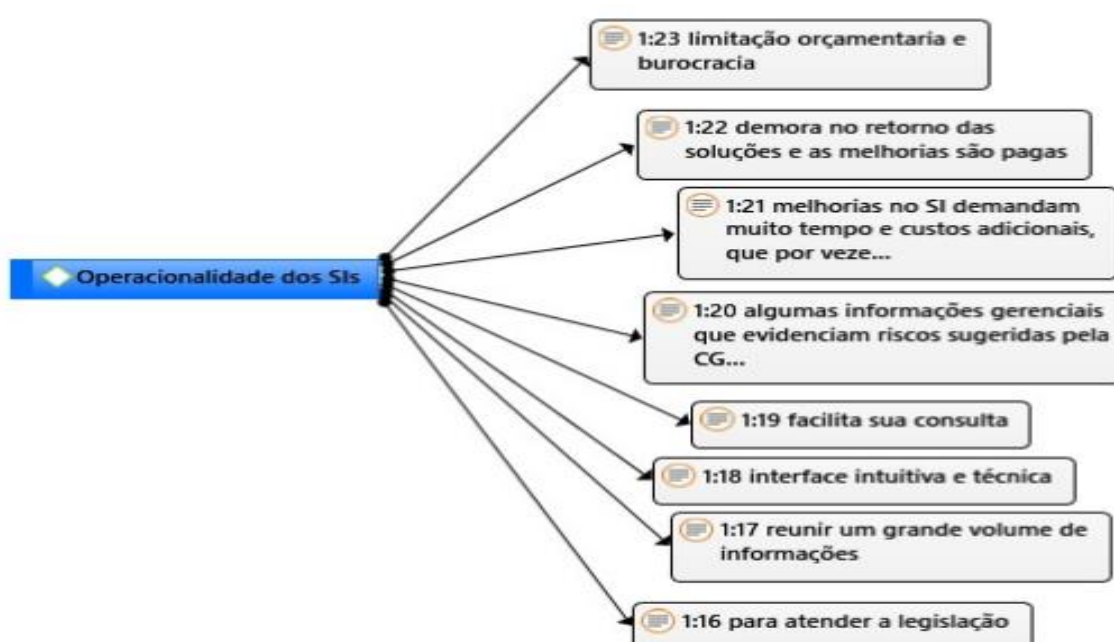 1:23 limitação orçamentaria e
burocracia
1:22 demora no retorno das
soluções e as melhorias são pagas
1:21 melhorias no SI demandam
muito tempo e custos adicionais,
que por veze...
Operacionalidade dos SIs
1:20 algumas informações gerenciais
que evidenciam riscos sugeridas pela
CG...
1:19 facilita sua consulta
1:18 interface intuitiva e técnica
1:17 reunir um grande volume de
informações
1:16 para atender a legislação